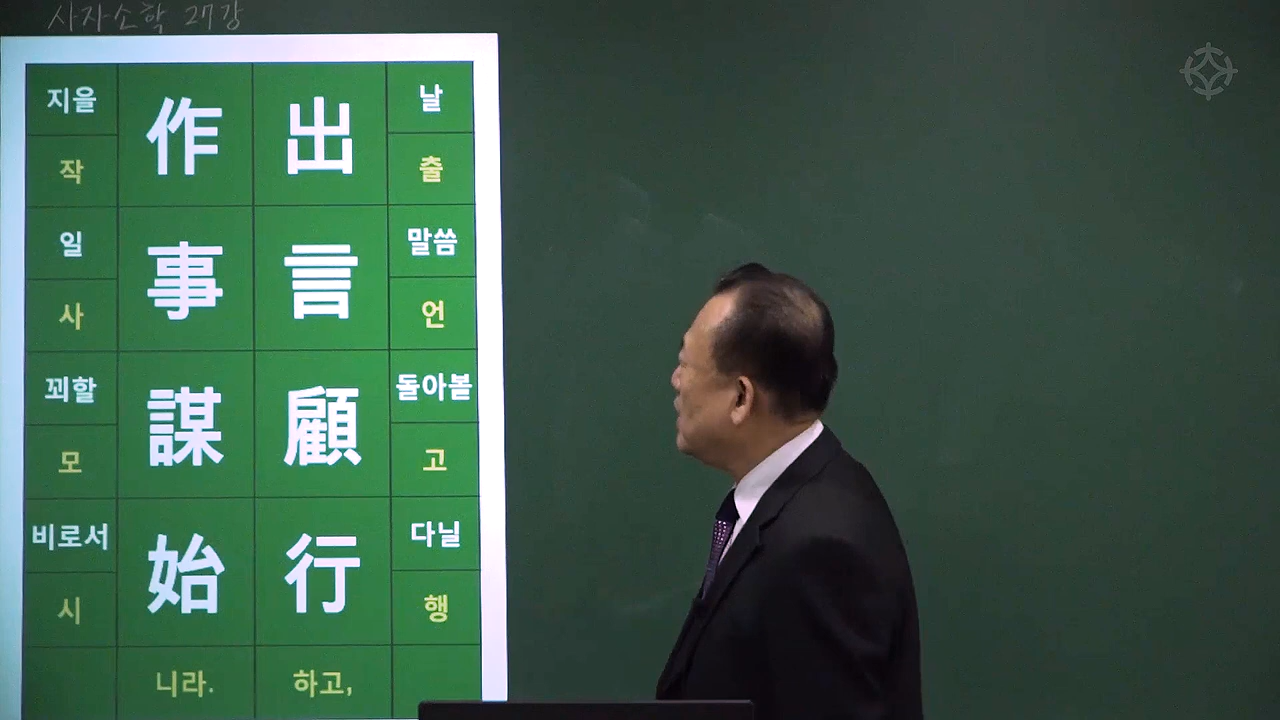 사자소학 27강
지을 作 出 날
작 출
일 事 言 말씀
사 언
꾀할 謀 顧 돌아볼
모 고
비로서 始 行 다닐
시 행
니라. 하고,